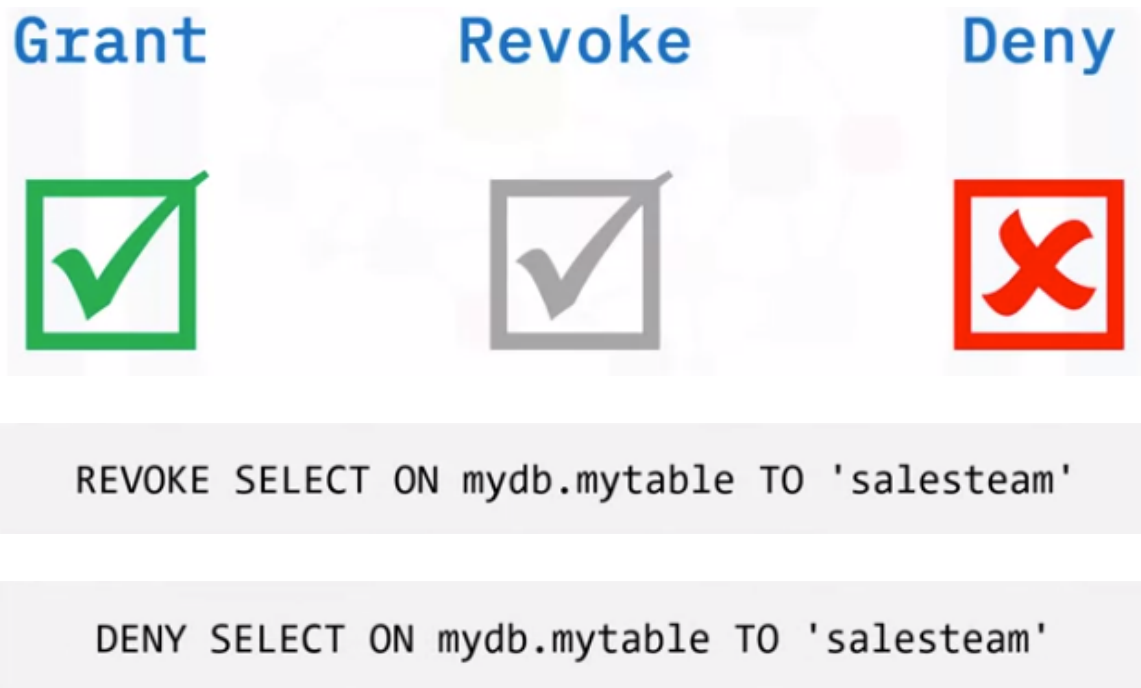 Grant Revoke Deny
REVOKE SELECT ON mydb.mytable TO 'salesteam'
DENY SELECT ON mydb.mytable TO 'salesteam'